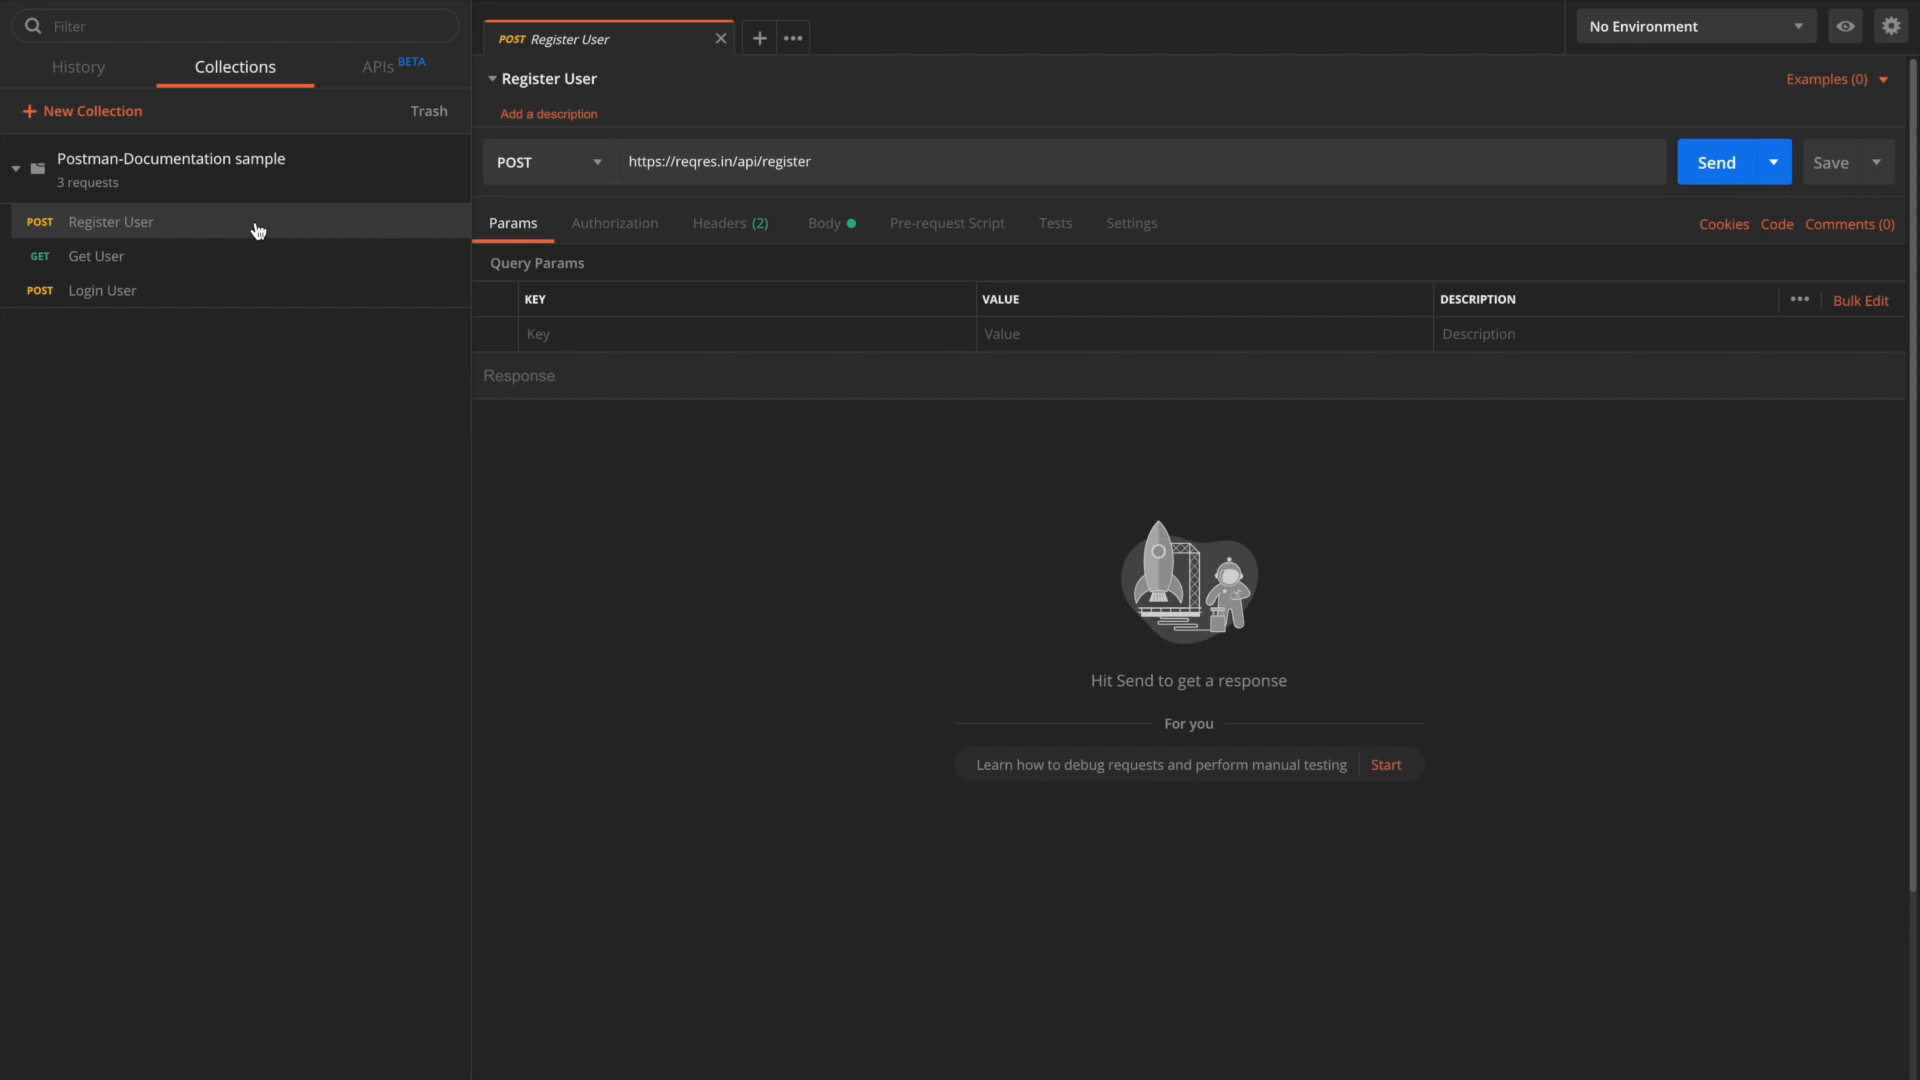 Filter
History
Collections
APIs BETA
+ New Collection
Trash
Postman-Documentation sample
3 requests
POST Register User
GET Get User
POST Login User
POST Register User
No Environment
Register User
Examples (0)
Add a description
POST
https://reqres.in/api/register
Send
Save
Params
Authorization
Headers (2)
Body
Pre-request Script
Tests
Settings
Cookies
Code
Comments (0)
Query Params
KEY
VALUE
DESCRIPTION
Bulk Edit
Key
Value
Description
Response
Hit Send to get a response
For you
Learn how to debug requests and perform manual testing
Start